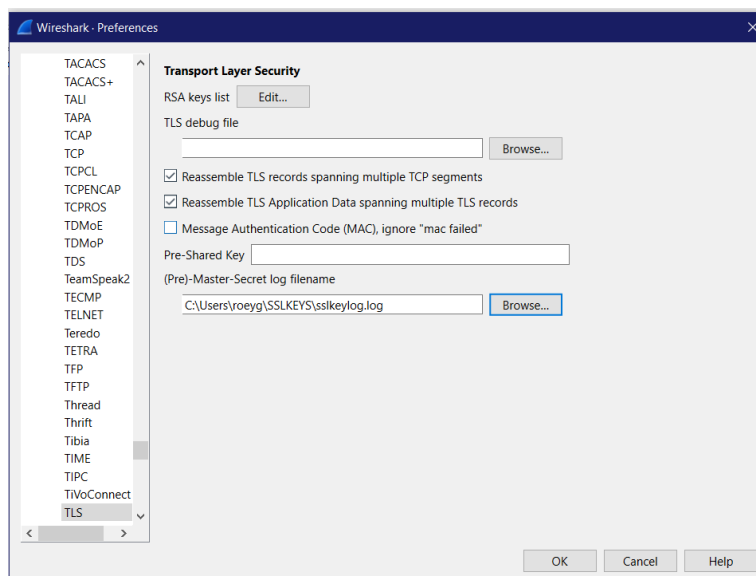 Wireshark · Preferences
TACACS
TACACS+
TALI
TAPA
TCAP
TCP
TCPCL
TCPENCAP
TCPROS
TDMoE
TDMoP
TDS
TeamSpeak2
TECMP
TELNET
Teredo
TETRA
TFP
TFTP
Thread
Thrift
Tibia
TIME
TIPC
TiVoConnect
TLS
Transport Layer Security
RSA keys list Edit...
TLS debug file
Browse...
Reassemble TLS records spanning multiple TCP segments
Reassemble TLS Application Data spanning multiple TLS records
Message Authentication Code (MAC), ignore "mac failed"
Pre-Shared Key
(Pre)-Master-Secret log filename
C:\Users\roeyg\SSLKEYS\sslkeylog.log Browse...
OK Cancel Help